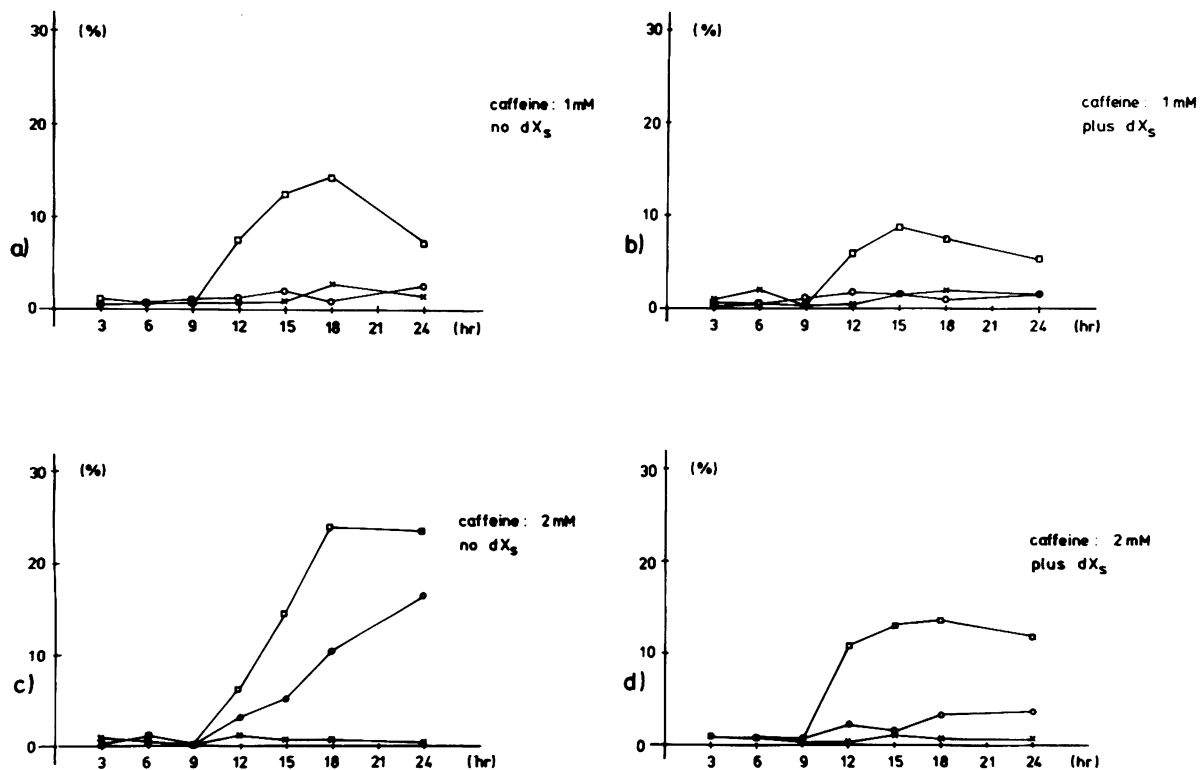 30 (%)
20
10
0
a)
caffeine: 1mM
no dXs
3 6 9 12 15 18 21 24 (hr)
30 (%)
20
10
0
b)
caffeine: 1mM
plus dXs
3 6 9 12 15 18 21 24 (hr)
30 (%)
20
10
0
c)
caffeine: 2mM
no dXs
3 6 9 12 15 18 21 24 (hr)
30 (%)
20
10
0
d)
caffeine: 2mM
plus dXs
3 6 9 12 15 18 21 24 (hr)